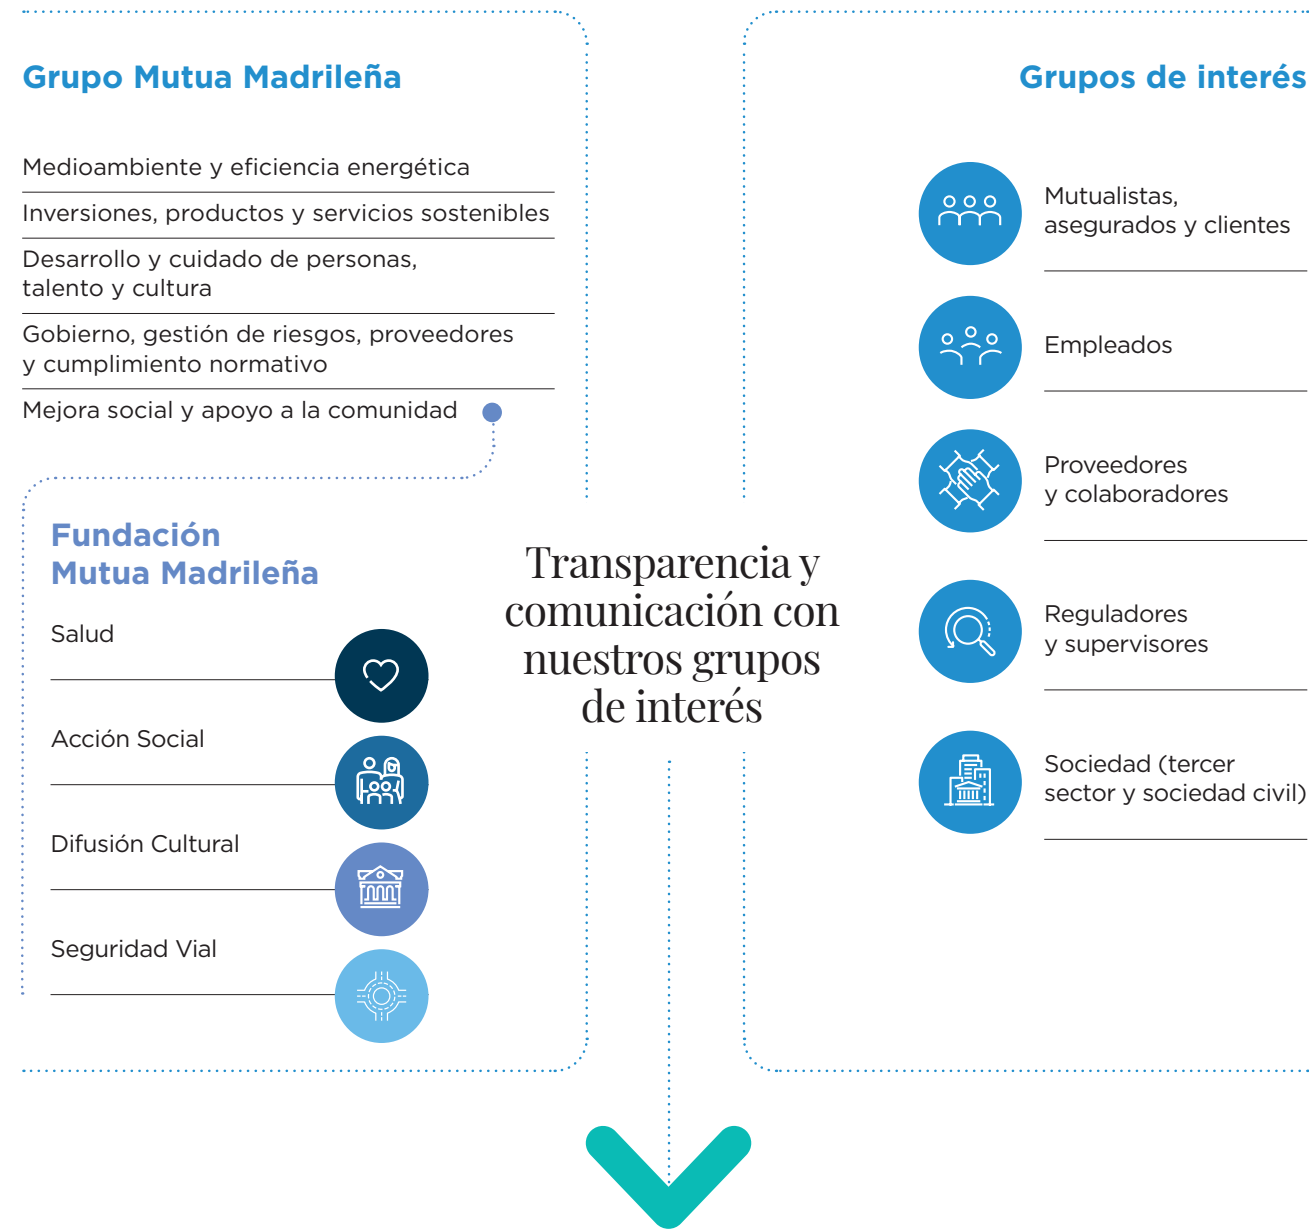 Grupo Mutua Madrileña
Medioambiente y eficiencia energética
Inversiones, productos y servicios sostenibles
Desarrollo y cuidado de personas,
talento y cultura
Gobierno, gestión de riesgos, proveedores
y cumplimiento normativo
Mejora social y apoyo a la comunidad
Fundación
Mutua Madrileña
Salud
Acción Social
Difusión Cultural
Seguridad Vial
Transparencia y
comunicación con
nuestros grupos
de interés
Grupos de interés
Mutualistas,
asegurados y clientes
Empleados
Proveedores
y colaboradores
Reguladores
y supervisores
Sociedad (tercer
sector y sociedad civil)